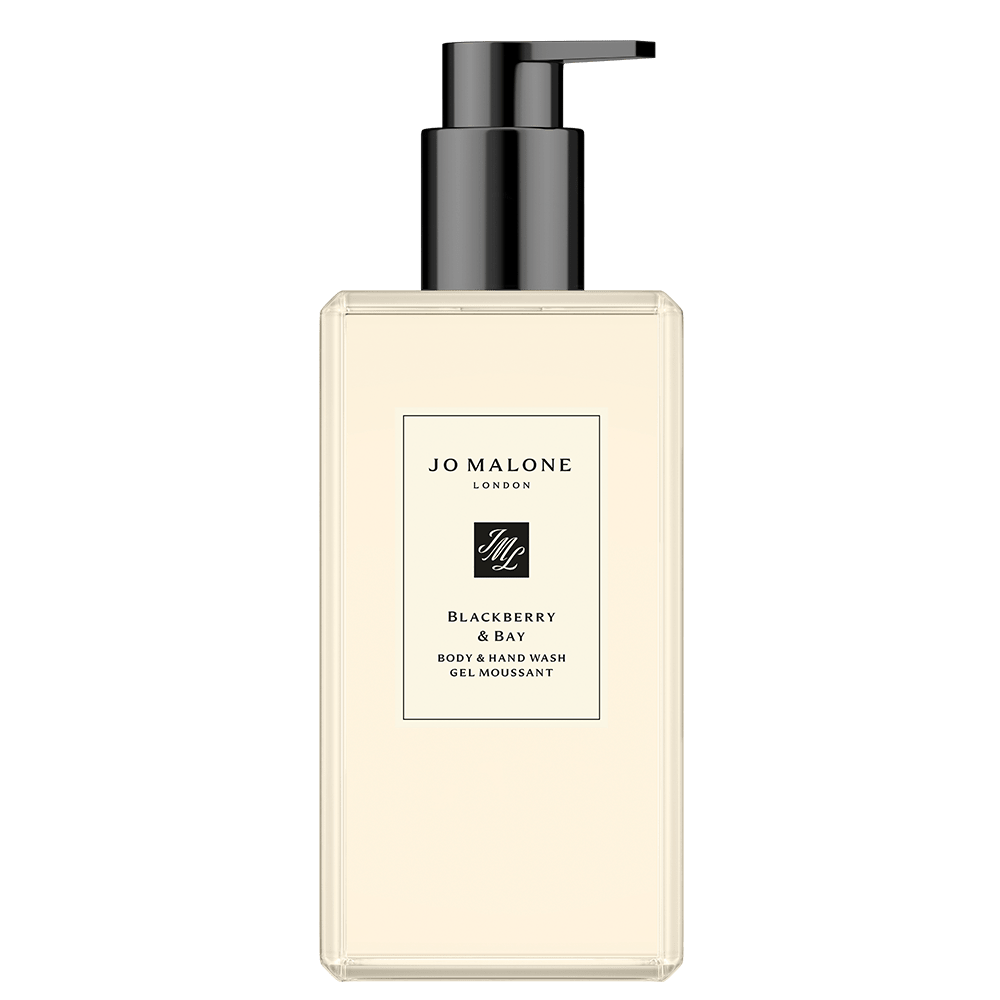 JO MALONE
LONDON
JML
BLACKBERRY
& BAY
BODY & HAND WASH
GEL MOUSSANT